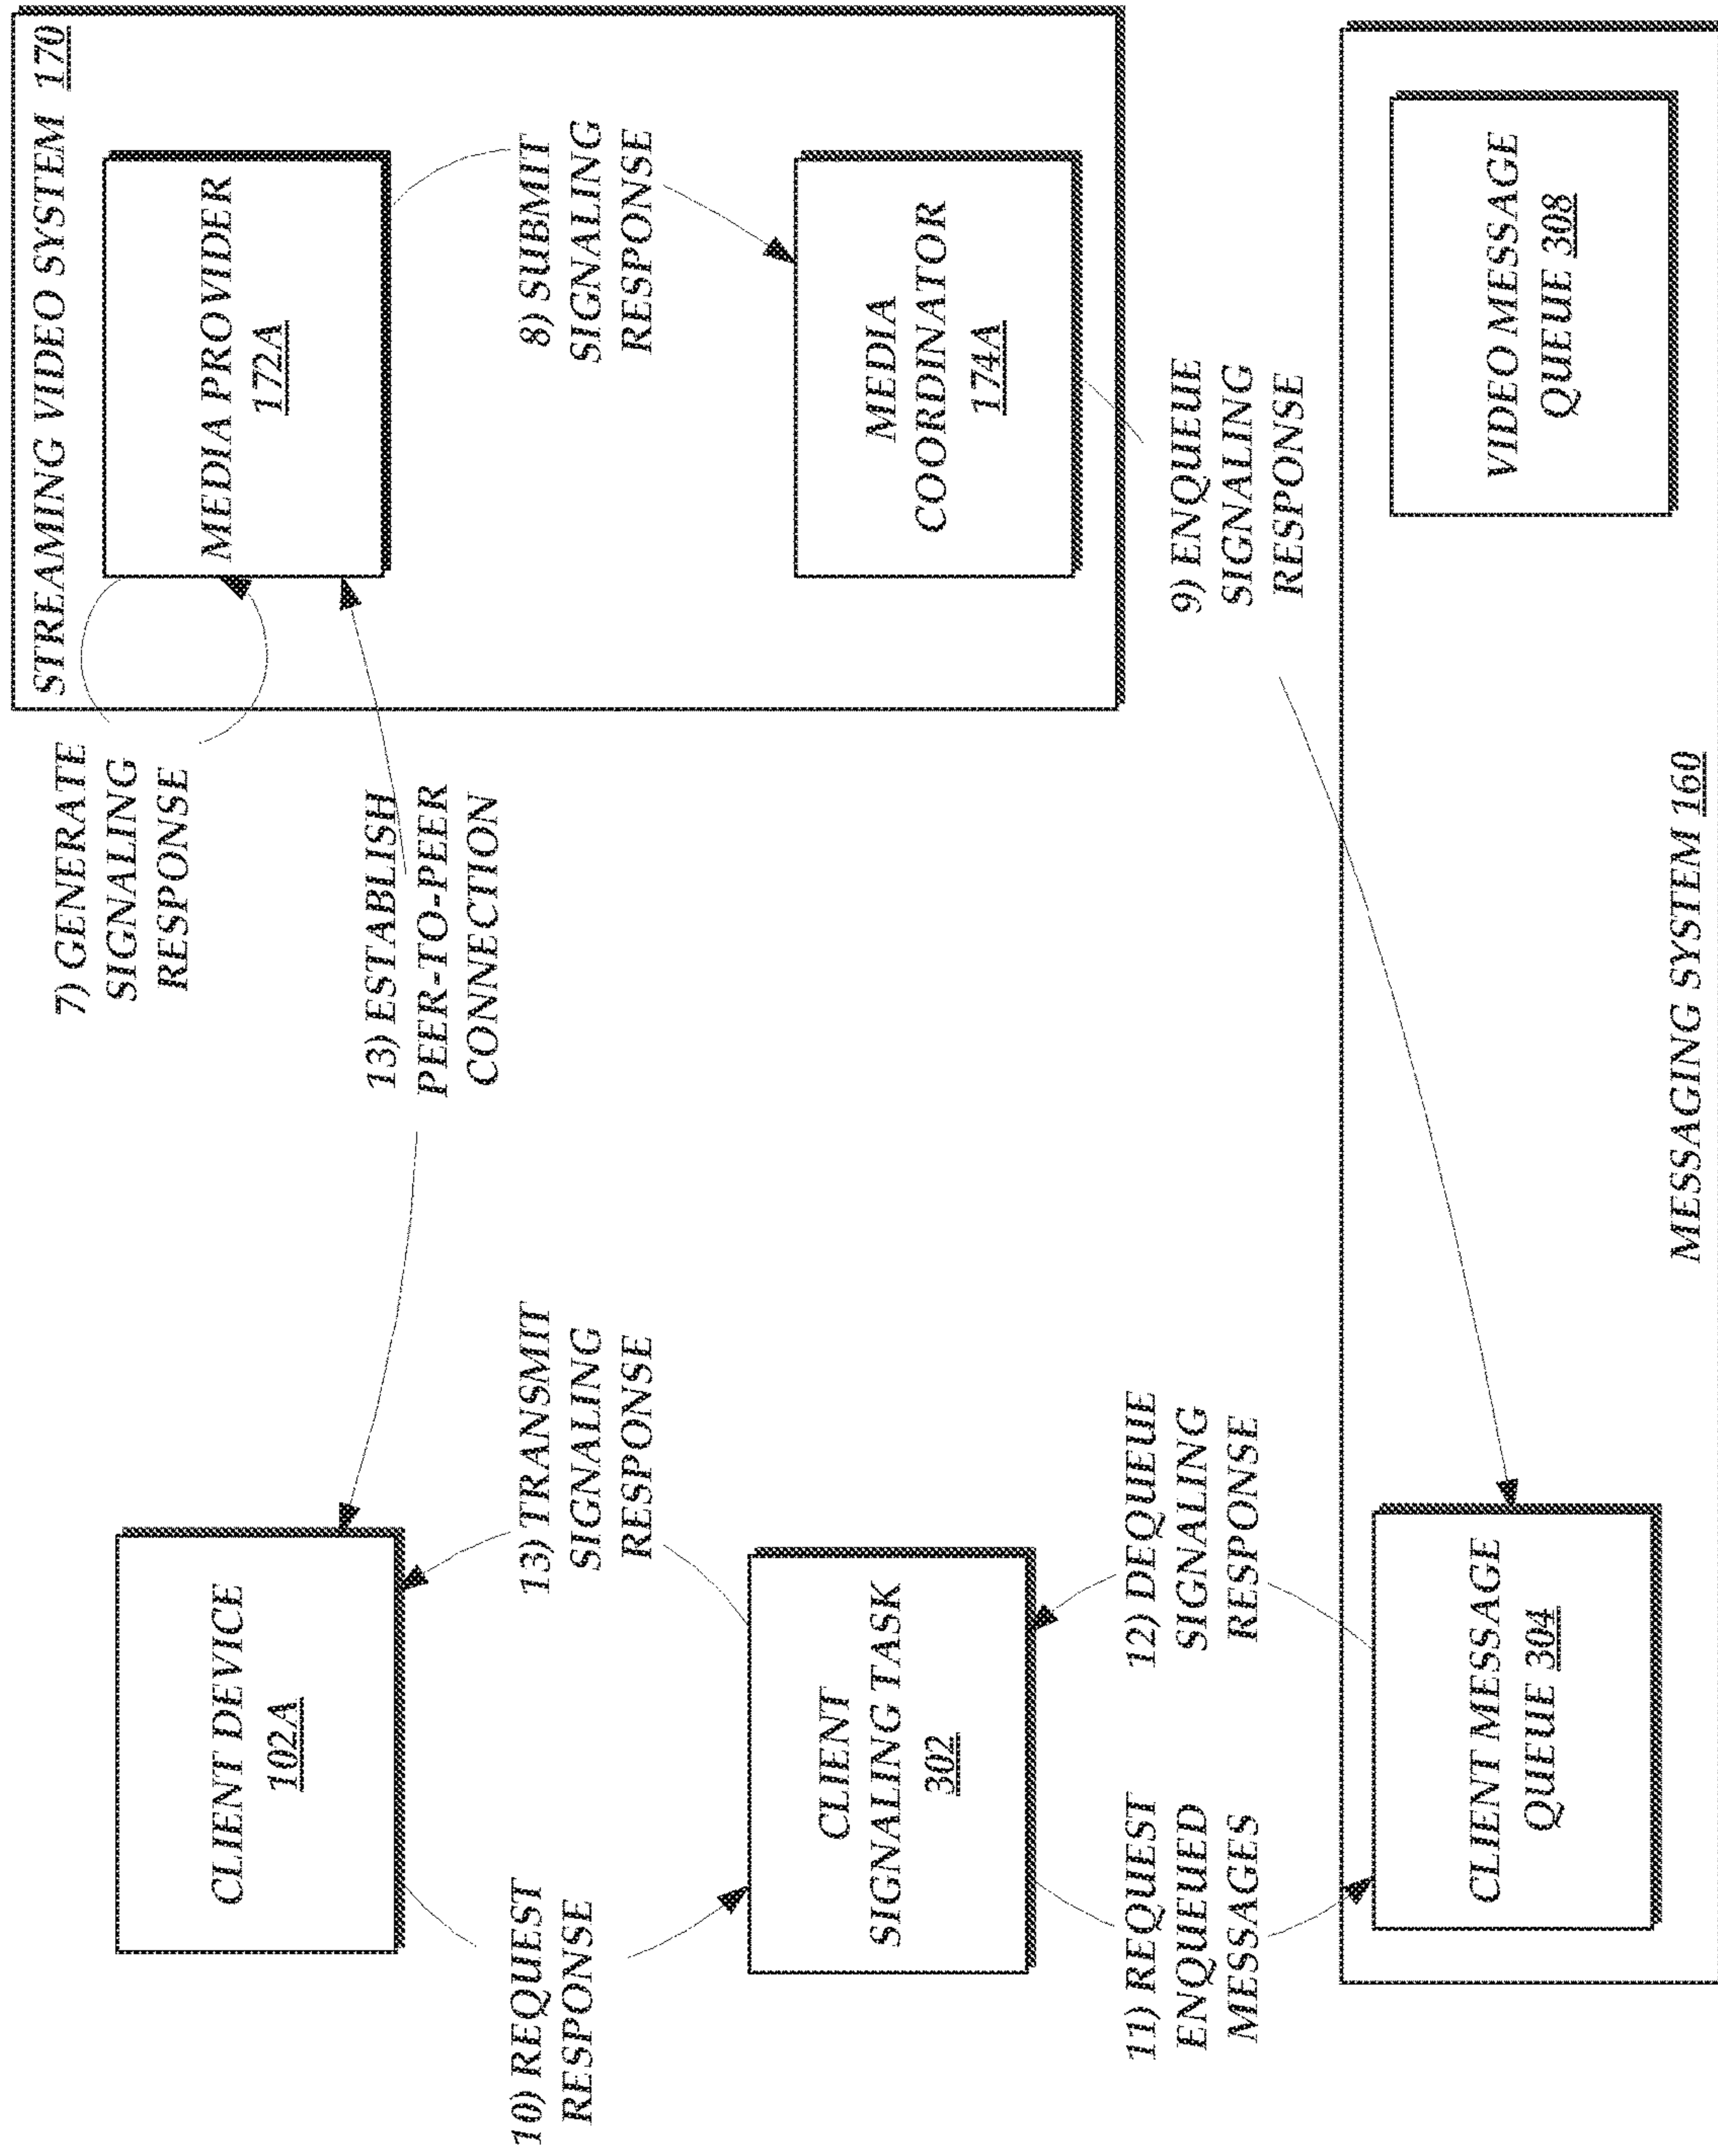 STREAMING VIDEO SYSTEM 170
7) GENERATE
SIGNALING
RESPONSE
MEDIA PROVIDER
172A
CLIENT DEVICE
102A
13) ESTABLISH
PEER-TO-PEER
CONNECTION
10) REQUEST
RESPONSE
13) TRANSMIT
SIGNALING
RESPONSE
8) SUBMIT
SIGNALING
RESPONSE
CLIENT
SIGNALING TASK
302
MEDIA
COORDINATOR
174A
11) REQUEST
ENQUEUED
MESSAGES
12) DEQUEUE
SIGNALING
RESPONSE
9) ENQUEUE
SIGNALING
RESPONSE
CLIENT MESSAGE
QUEUE 304
VIDEO MESSAGE
QUEUE 308
MESSAGING SYSTEM 160